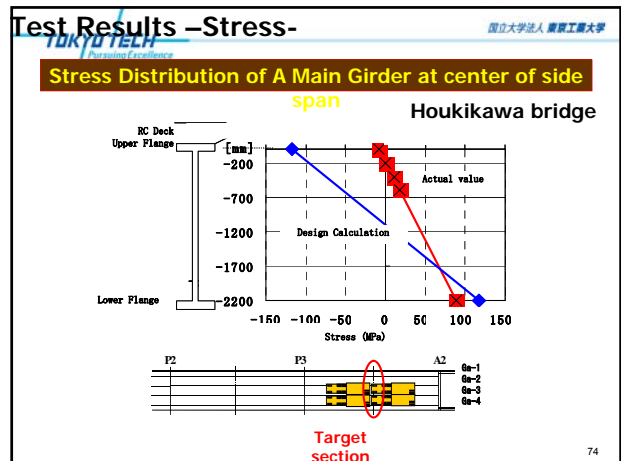 Test Results –Stress-
TOKYO TECH
Pursuing Excellence
国立大学法人 東京工業大学
Stress Distribution of A Main Girder at center of side
span
Houkikawa bridge
RC Deck
Upper Flange
[mm]
-200
Actual value
-700
-1200
Design Calculation
-1700
Lower Flange
-2200
-150 -100 -50 0 50 100 150
Stress (MPa)
P2 P3 A2
Ga-1
Ga-2
Ga-3
Ga-4
Target
section
74